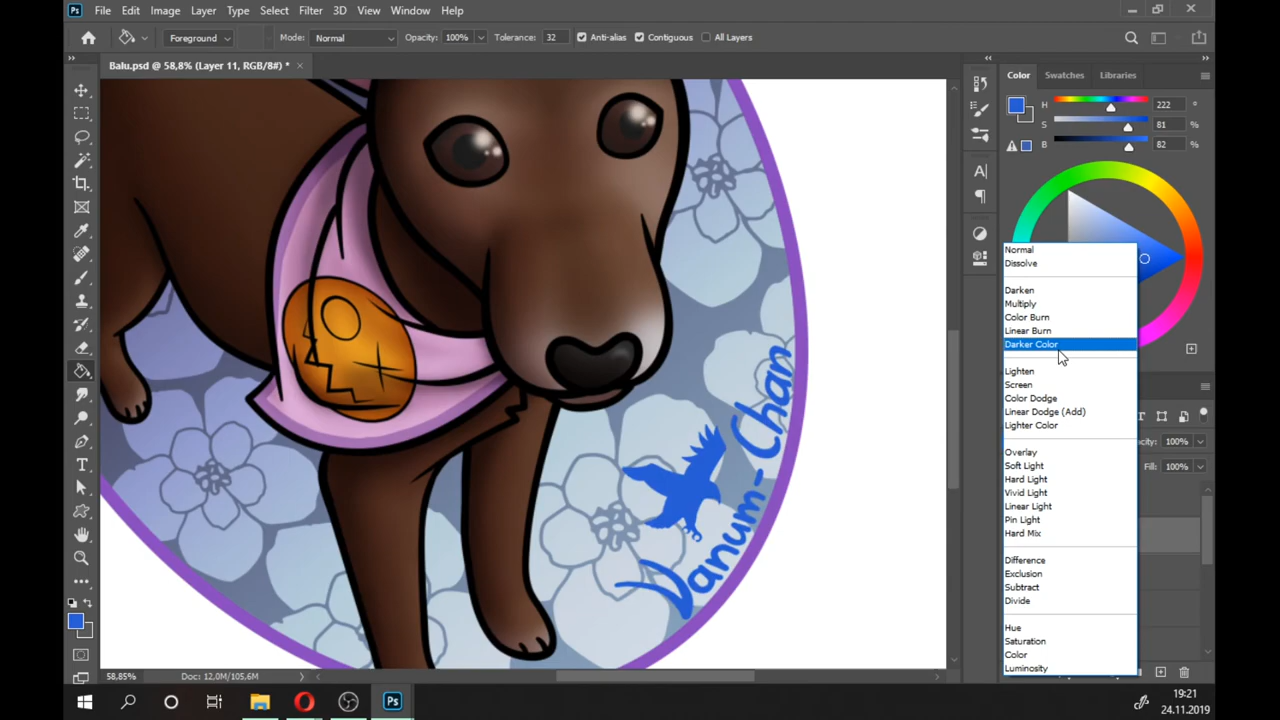 Ps File Edit Image Layer Type Select Filter 3D View Window Help
Foreground Mode: Normal Opacity: 100% Tolerance: 32 Anti-alias Contiguous All Layers
Balu.psd @ 58,8% (Layer 11, RGB/8#) * ×
Color Swatches Libraries
H 222 °
S 81 %
B 82 %
Normal
Dissolve
Darken
Multiply
Color Burn
Linear Burn
Darker Color
Lighten
Screen
Color Dodge
Linear Dodge (Add)
Lighter Color
Overlay
Soft Light
Hard Light
Vivid Light
Linear Light
Pin Light
Hard Mix
Difference
Exclusion
Subtract
Divide
Hue
Saturation
Color
Luminosity
100%
Fill: 100%
Vanum-Chan
58,85% Doc: 12,0M/105,6M
Ps
19:21
24.11.2019